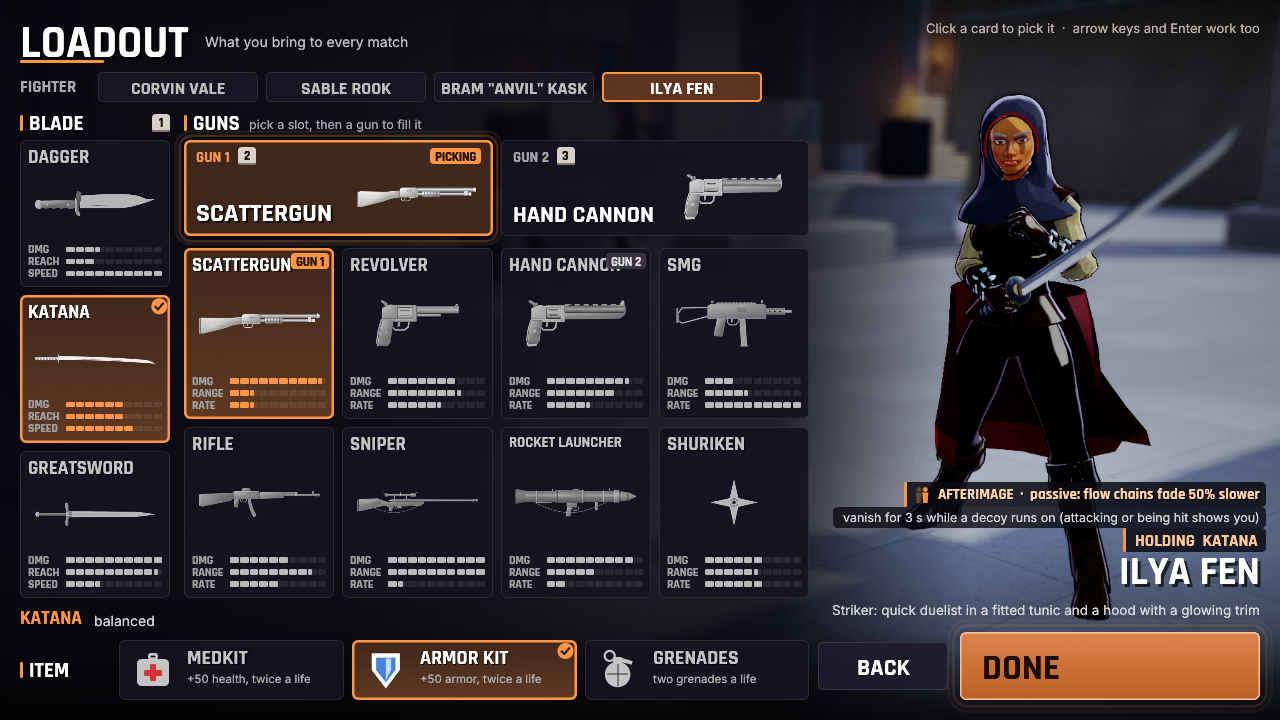 LOADOUT What you bring to every match
Click a card to pick it · arrow keys and Enter work too
FIGHTER CORVIN VALE SABLE ROOK BRAM "ANVIL" KASK ILYA FEN
BLADE 1 GUNS pick a slot, then a gun to fill it
DAGGER
DMG
REACH
SPEED
KATANA
DMG
REACH
SPEED
GREATSWORD
DMG
REACH
SPEED
GUN 1 2 PICKING
SCATTERGUN
GUN 2 3
HAND CANNON
SCATTERGUN GUN 1
DMG
RANGE
RATE
REVOLVER
DMG
RANGE
RATE
HAND CANNON GUN 2
DMG
RANGE
RATE
SMG
DMG
RANGE
RATE
RIFLE
DMG
RANGE
RATE
SNIPER
DMG
RANGE
RATE
ROCKET LAUNCHER
DMG
RANGE
RATE
SHURIKEN
DMG
RANGE
RATE
AFTERIMAGE · passive: flow chains fade 50% slower
vanish for 3 s while a decoy runs on (attacking or being hit shows you)
HOLDING KATANA
ILYA FEN
Striker: quick duelist in a fitted tunic and a hood with a glowing trim
KATANA balanced
ITEM
MEDKIT
+50 health, twice a life
ARMOR KIT
+50 armor, twice a life
GRENADES
two grenades a life
BACK
DONE